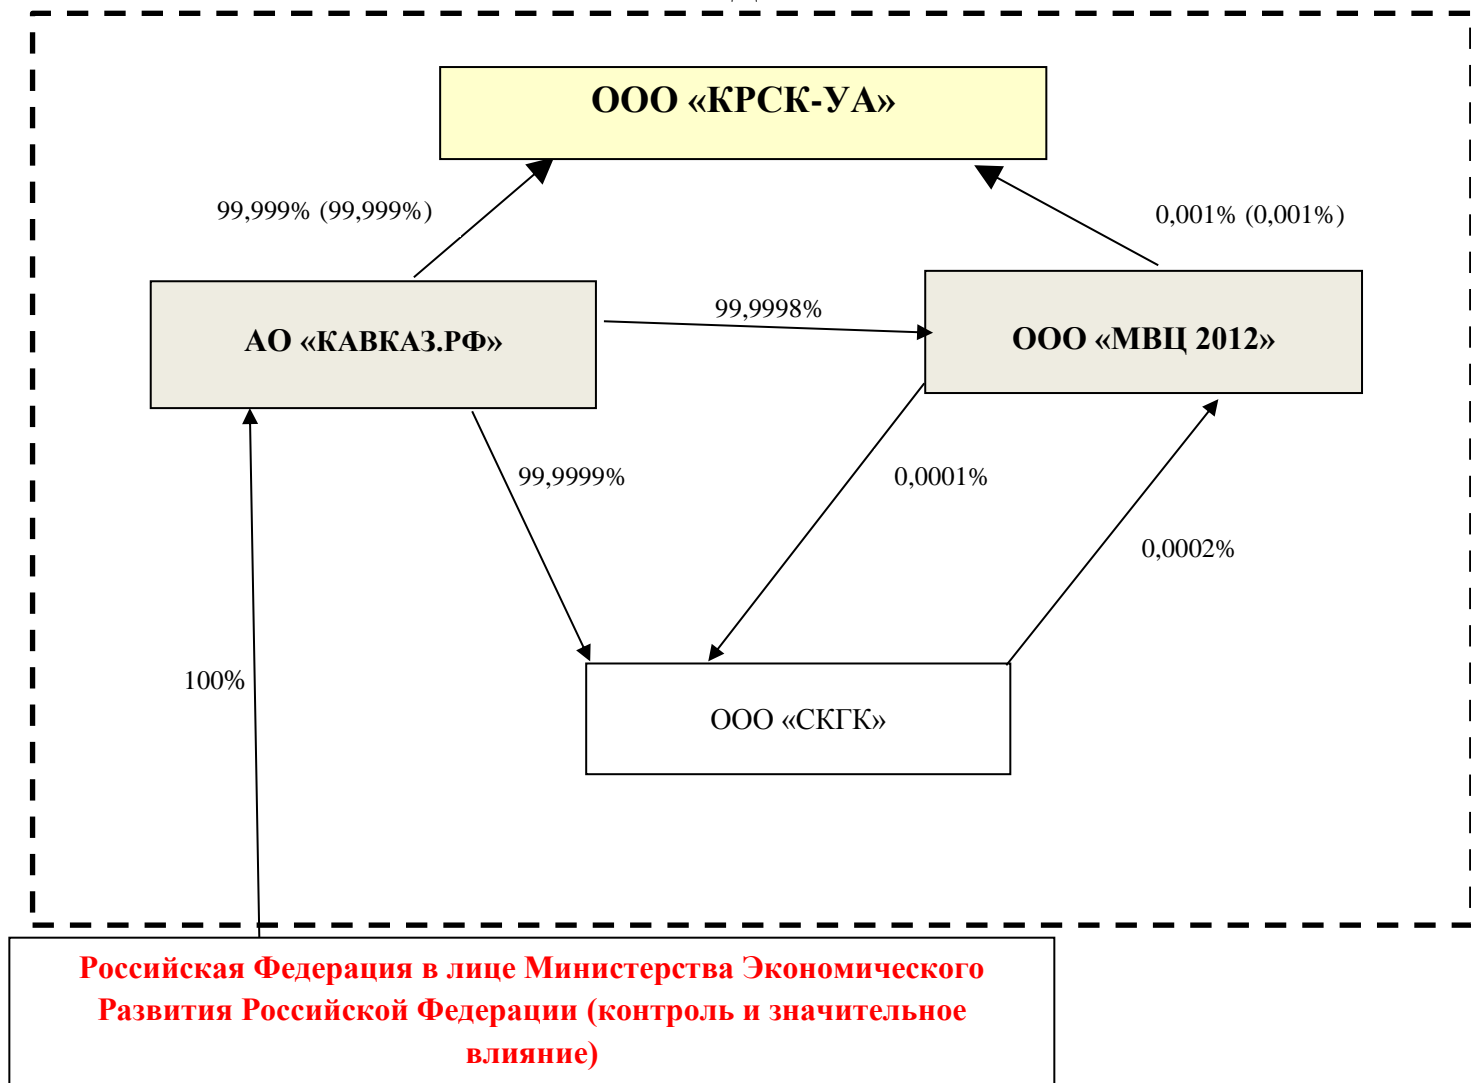 ООО «КРСК-УА»
99,999% (99,999%)
0,001% (0,001%)
99,9998%
АО «КАВКАЗ.РФ»
ООО «МВЦ 2012»
99,9999%
0,0001%
0,0002%
100%
ООО «СКГК»
Российская Федерация в лице Министерства Экономического
Развития Российской Федерации (контроль и значительное
влияние)